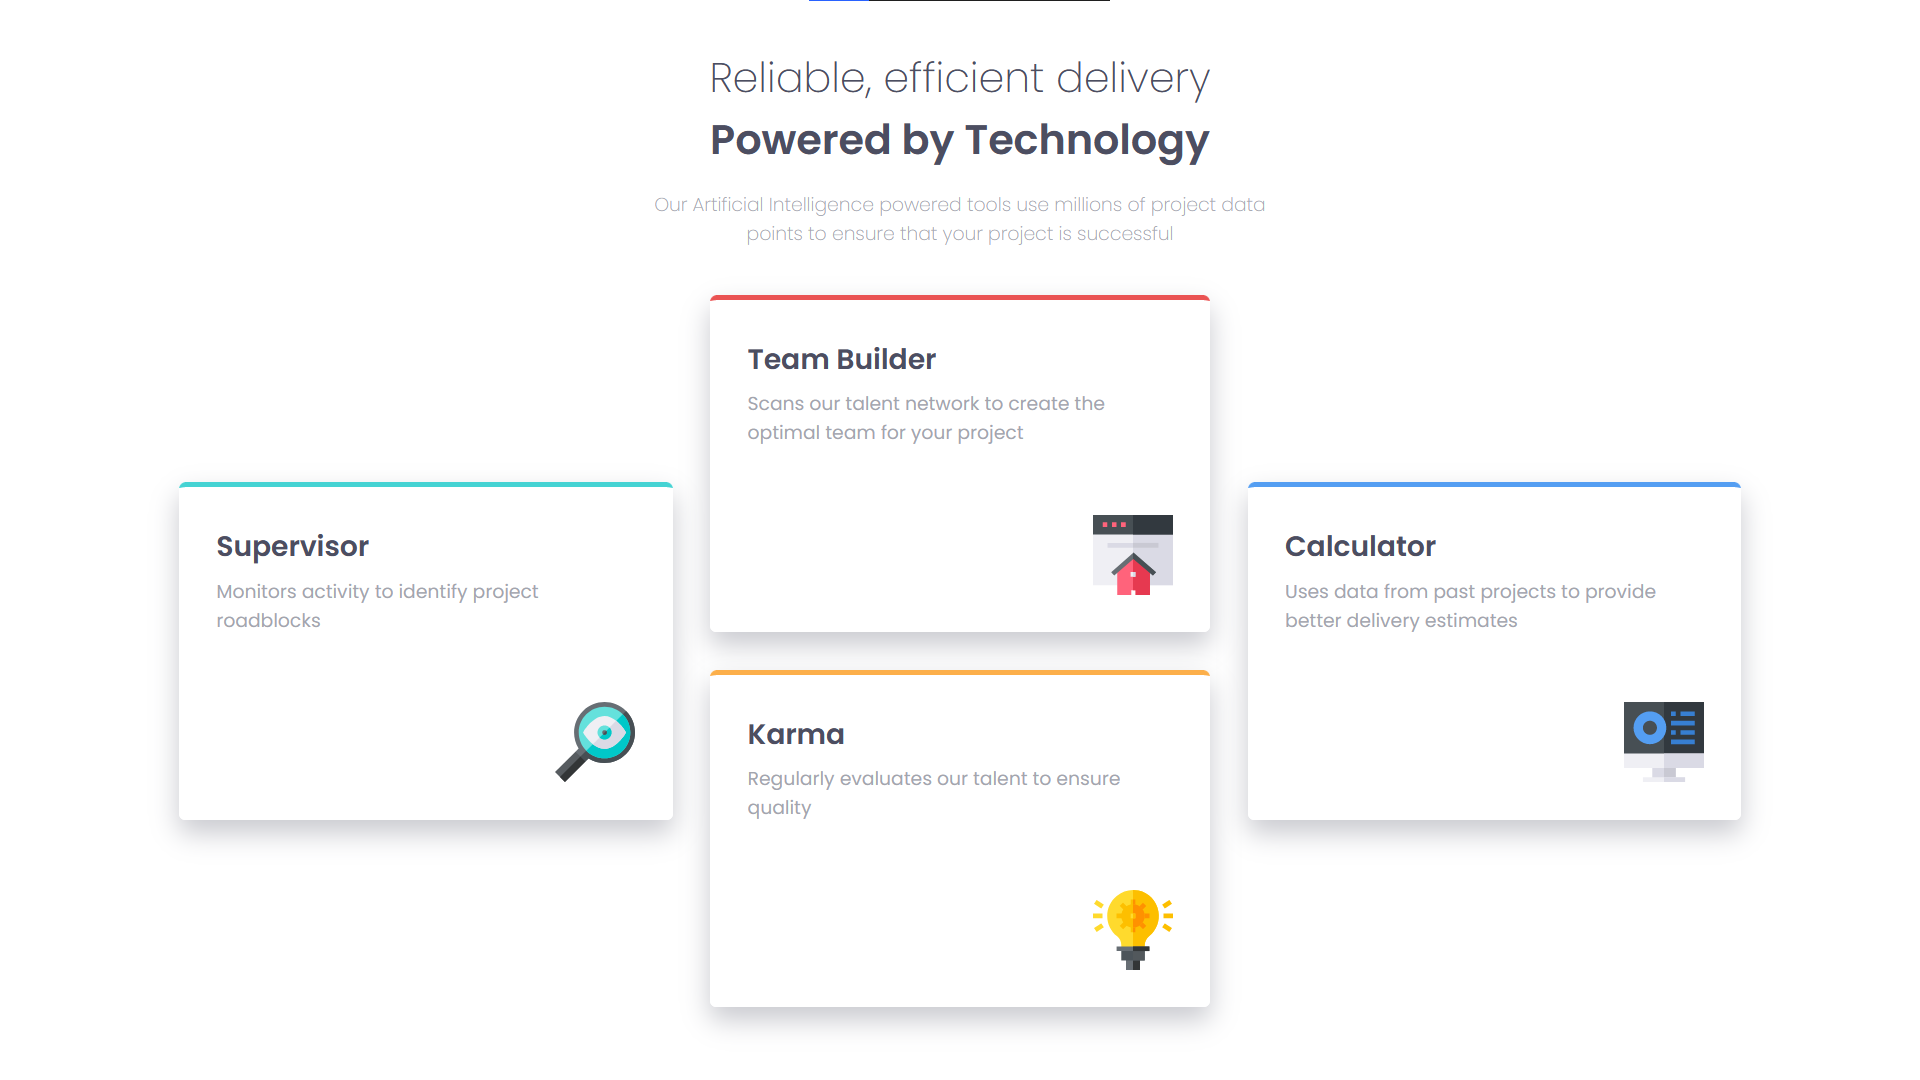 Reliable, efficient delivery
Powered by Technology
Our Artificial Intelligence powered tools use millions of project data
points to ensure that your project is successful
Team Builder
Scans our talent network to create the
optimal team for your project
Supervisor
Monitors activity to identify project
roadblocks
Calculator
Uses data from past projects to provide
better delivery estimates
Karma
Regularly evaluates our talent to ensure
quality